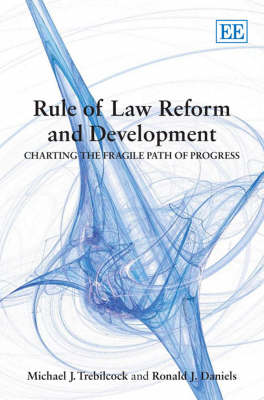 EE
Rule of Law Reform
and Development
CHARTING THE FRAGILE PATH OF PROGRESS
Michael J. Trebilcock and Ronald J. Daniels